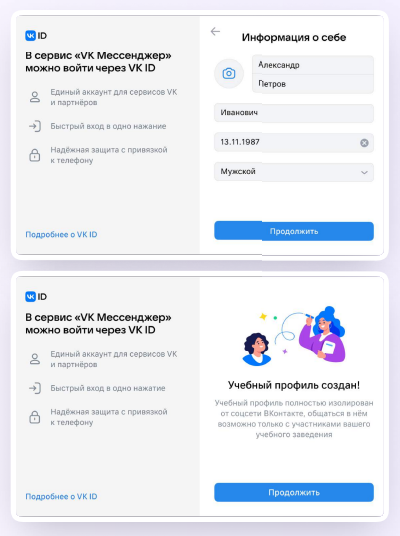 VK ID
В сервис «VK Мессенджер»
можно войти через VK ID
Единый аккаунт для сервисов VK
и партнёров
Быстрый вход в одно нажание
Надёжная защита с привязкой
к телефону
Подробнее о VK ID
Информация о себе
Александр
Петров
Иванович
13.11.1987
Мужской
Продолжить
VK ID
В сервис «VK Мессенджер»
можно войти через VK ID
Единый аккаунт для сервисов VK
и партнёров
Быстрый вход в одно нажатие
Надёжная защита с привязкой
к телефону
Подробнее о VK ID
Учебный профиль создан!
Учебный профиль полностью изолирован
от соцсети ВКонтакте, общаться в нём
возможно только с участниками вашего
учебного заведения
Продолжить